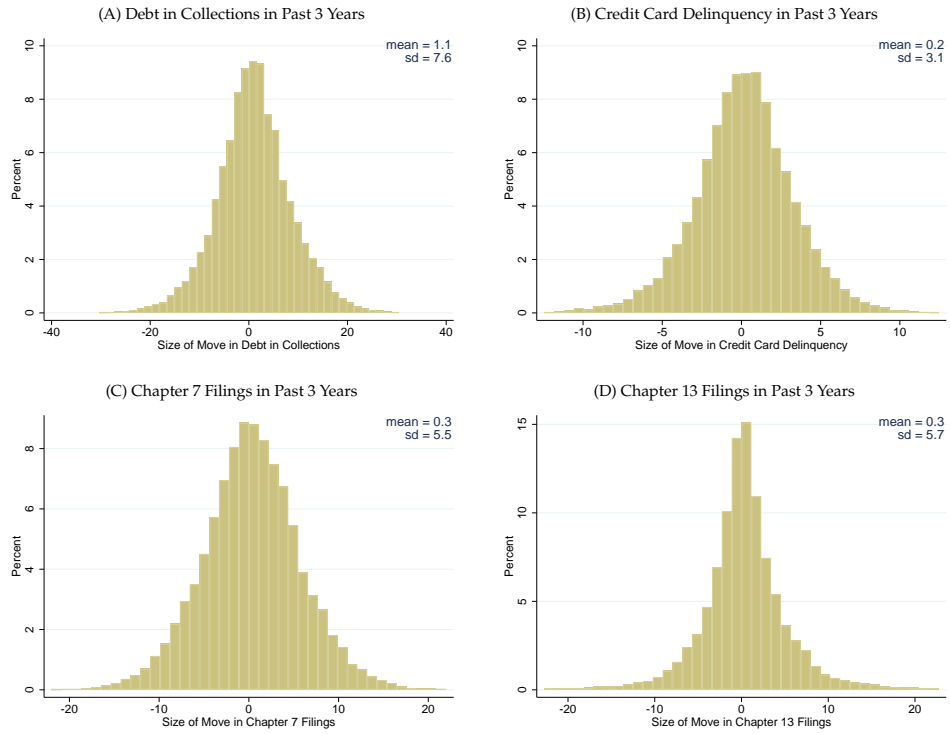 (A) Debt in Collections in Past 3 Years
mean = 1.1
sd = 7.6
Percent
10
8
6
4
2
0
-40
-20
0
20
40
Size of Move in Debt in Collections
(B) Credit Card Delinquency in Past 3 Years
mean = 0.2
sd = 3.1
Percent
10
8
6
4
2
0
-10
-5
0
5
10
Size of Move in Credit Card Delinquency
(C) Chapter 7 Filings in Past 3 Years
mean = 0.3
sd = 5.5
Percent
8
6
4
2
0
-20
-10
0
10
20
Size of Move in Chapter 7 Filings
(D) Chapter 13 Filings in Past 3 Years
mean = 0.3
sd = 5.7
Percent
15
10
5
0
-20
-10
0
10
20
Size of Move in Chapter 13 Filings